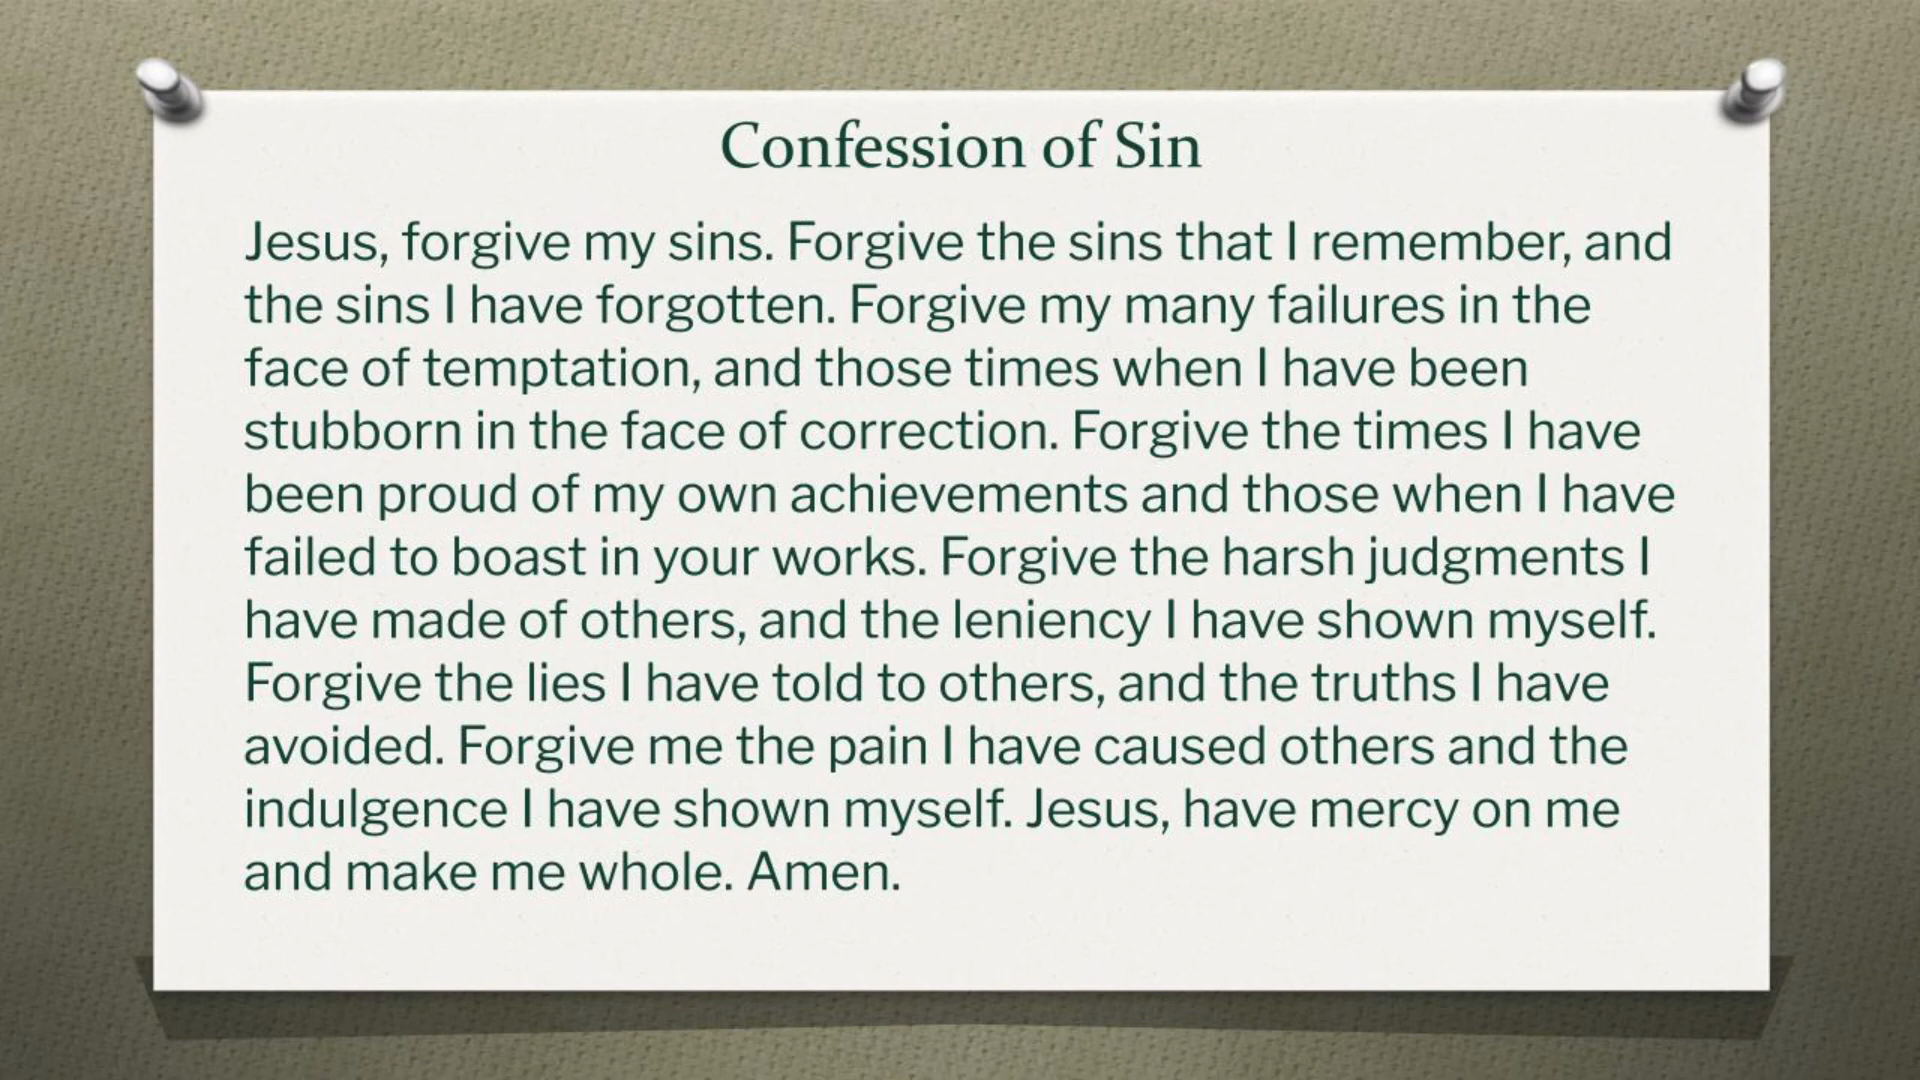 Confession of Sin
Jesus, forgive my sins. Forgive the sins that I remember, and
the sins I have forgotten. Forgive my many failures in the
face of temptation, and those times when I have been
stubborn in the face of correction. Forgive the times I have
been proud of my own achievements and those when I have
failed to boast in your works. Forgive the harsh judgments I
have made of others, and the leniency I have shown myself.
Forgive the lies I have told to others, and the truths I have
avoided. Forgive me the pain I have caused others and the
indulgence I have shown myself. Jesus, have mercy on me
and make me whole. Amen.